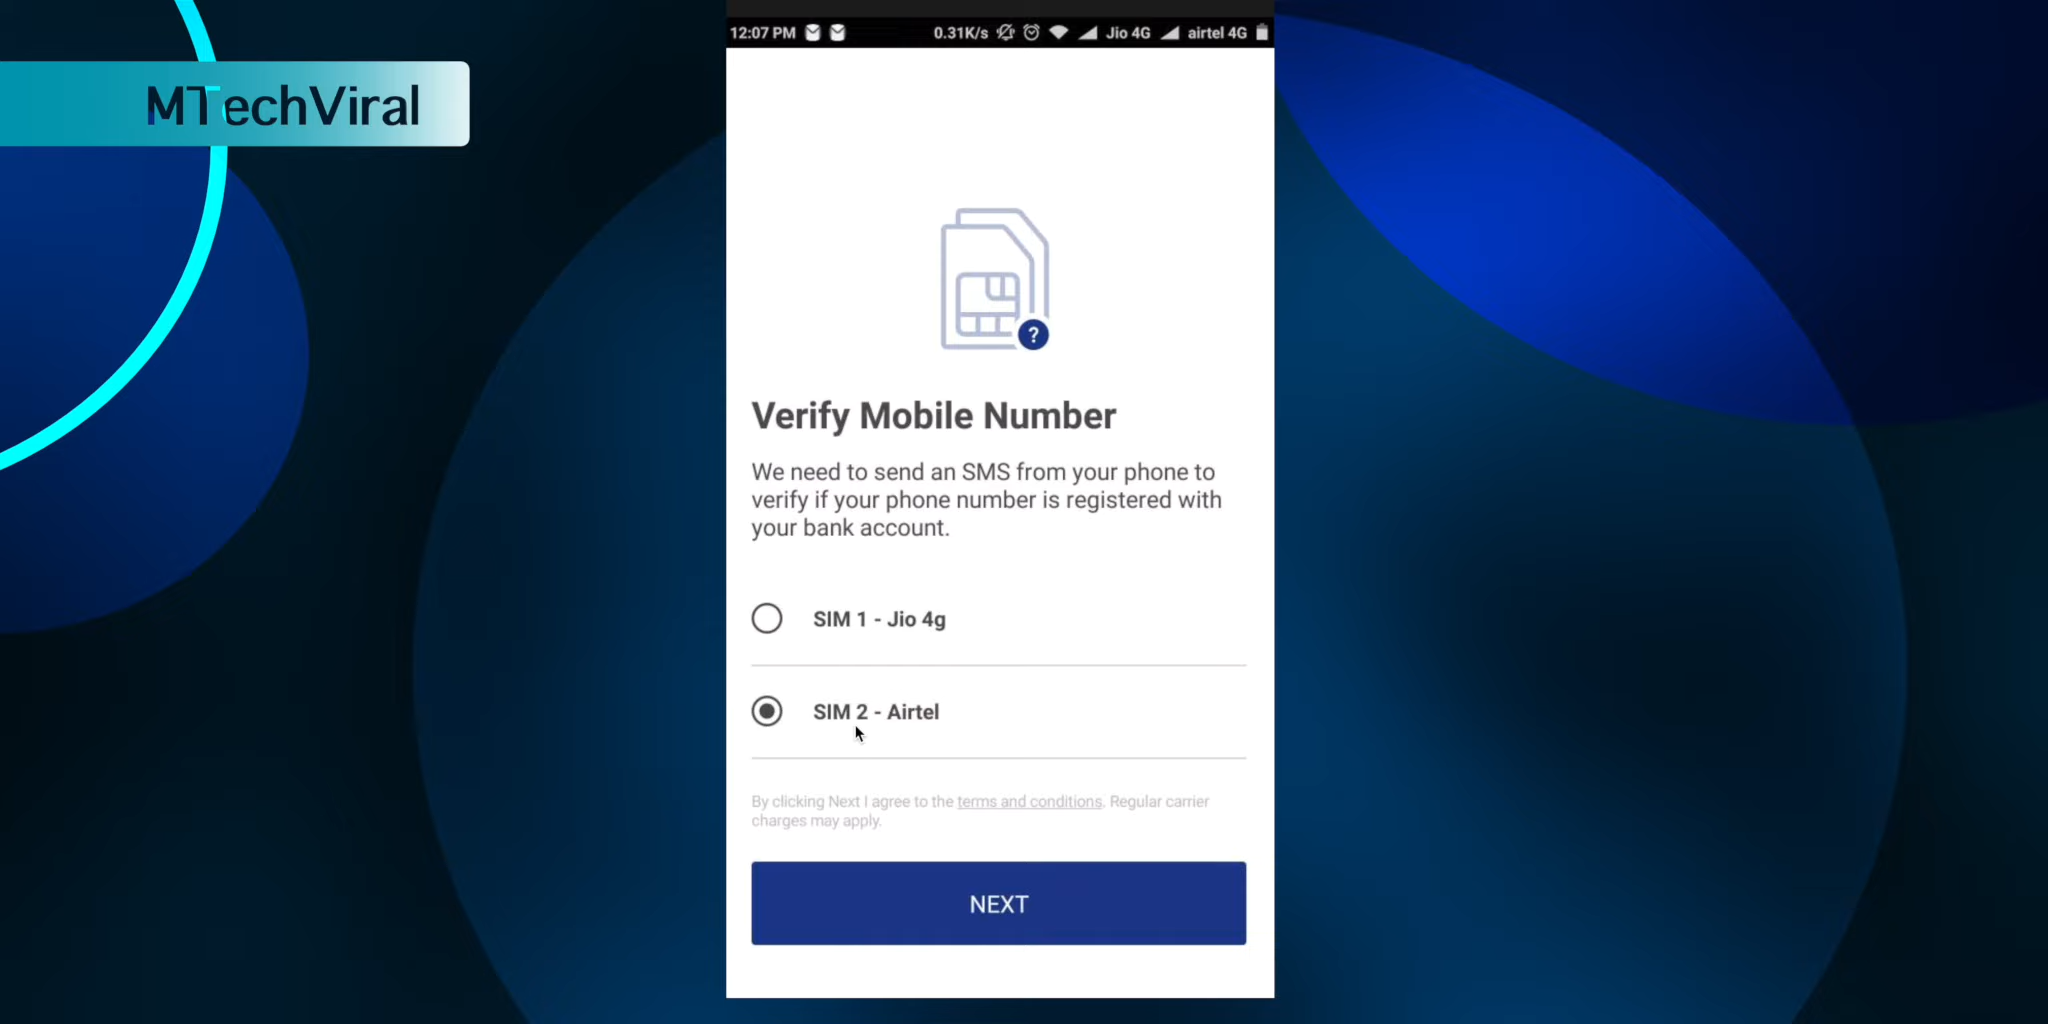 MTechViral
12:07 PM 0.31K/s Jio 4G airtel 4G
?
Verify Mobile Number
We need to send an SMS from your phone to
verify if your phone number is registered with
your bank account.
SIM 1 - Jio 4g
SIM 2 - Airtel
By clicking Next I agree to the terms and conditions. Regular carrier
charges may apply.
NEXT